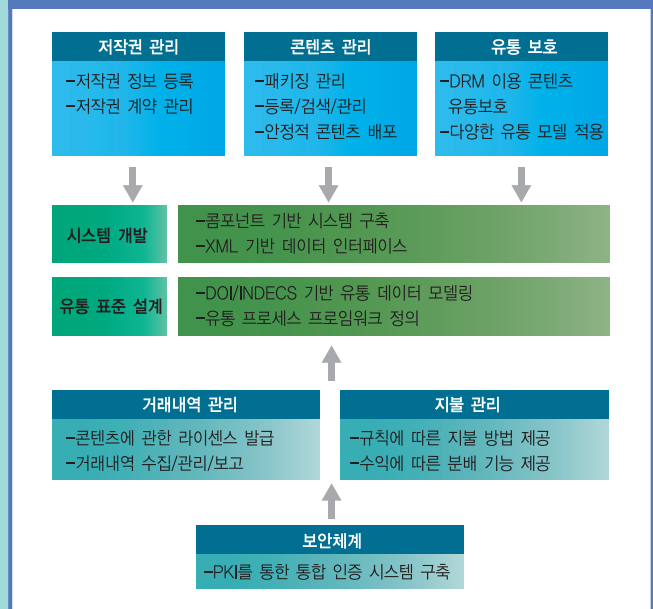 저작권 관리
-저작권 정보 등록
-저작권 계약 관리
콘텐츠 관리
-패키징 관리
-등록/검색/관리
-안정적 콘텐츠 배포
유통 보호
-DRM 이용 콘텐츠
유통보호
-다양한 유통 모델 적용
시스템 개발
-콤포넌트 기반 시스템 구축
-XML 기반 데이터 인터페이스
유통 표준 설계
-DOI/INDECS 기반 유통 데이터 모델링
-유통 프로세스 프로임워크 정의
거래내역 관리
-콘텐츠에 관한 라이센스 발급
-거래내역 수집/관리/보고
지불 관리
-규칙에 따른 지불 방법 제공
-수익에 따른 분배 기능 제공
보안체계
-PKI를 통한 통합 인증 시스템 구축